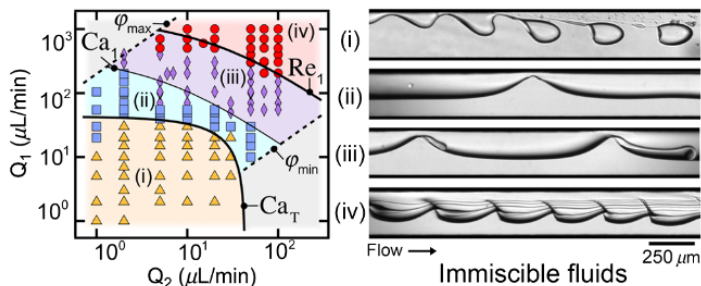 φmax
Ca1
10³
10²
10¹
10⁰
Q1 (μL/min)
(iv)
(iii)
(ii)
(i)
Re1
φmin
CaT
10⁰ 10¹ 10²
Q2 (μL/min)
(i)
(ii)
(iii)
(iv)
Flow
250 μm
Immiscible fluids